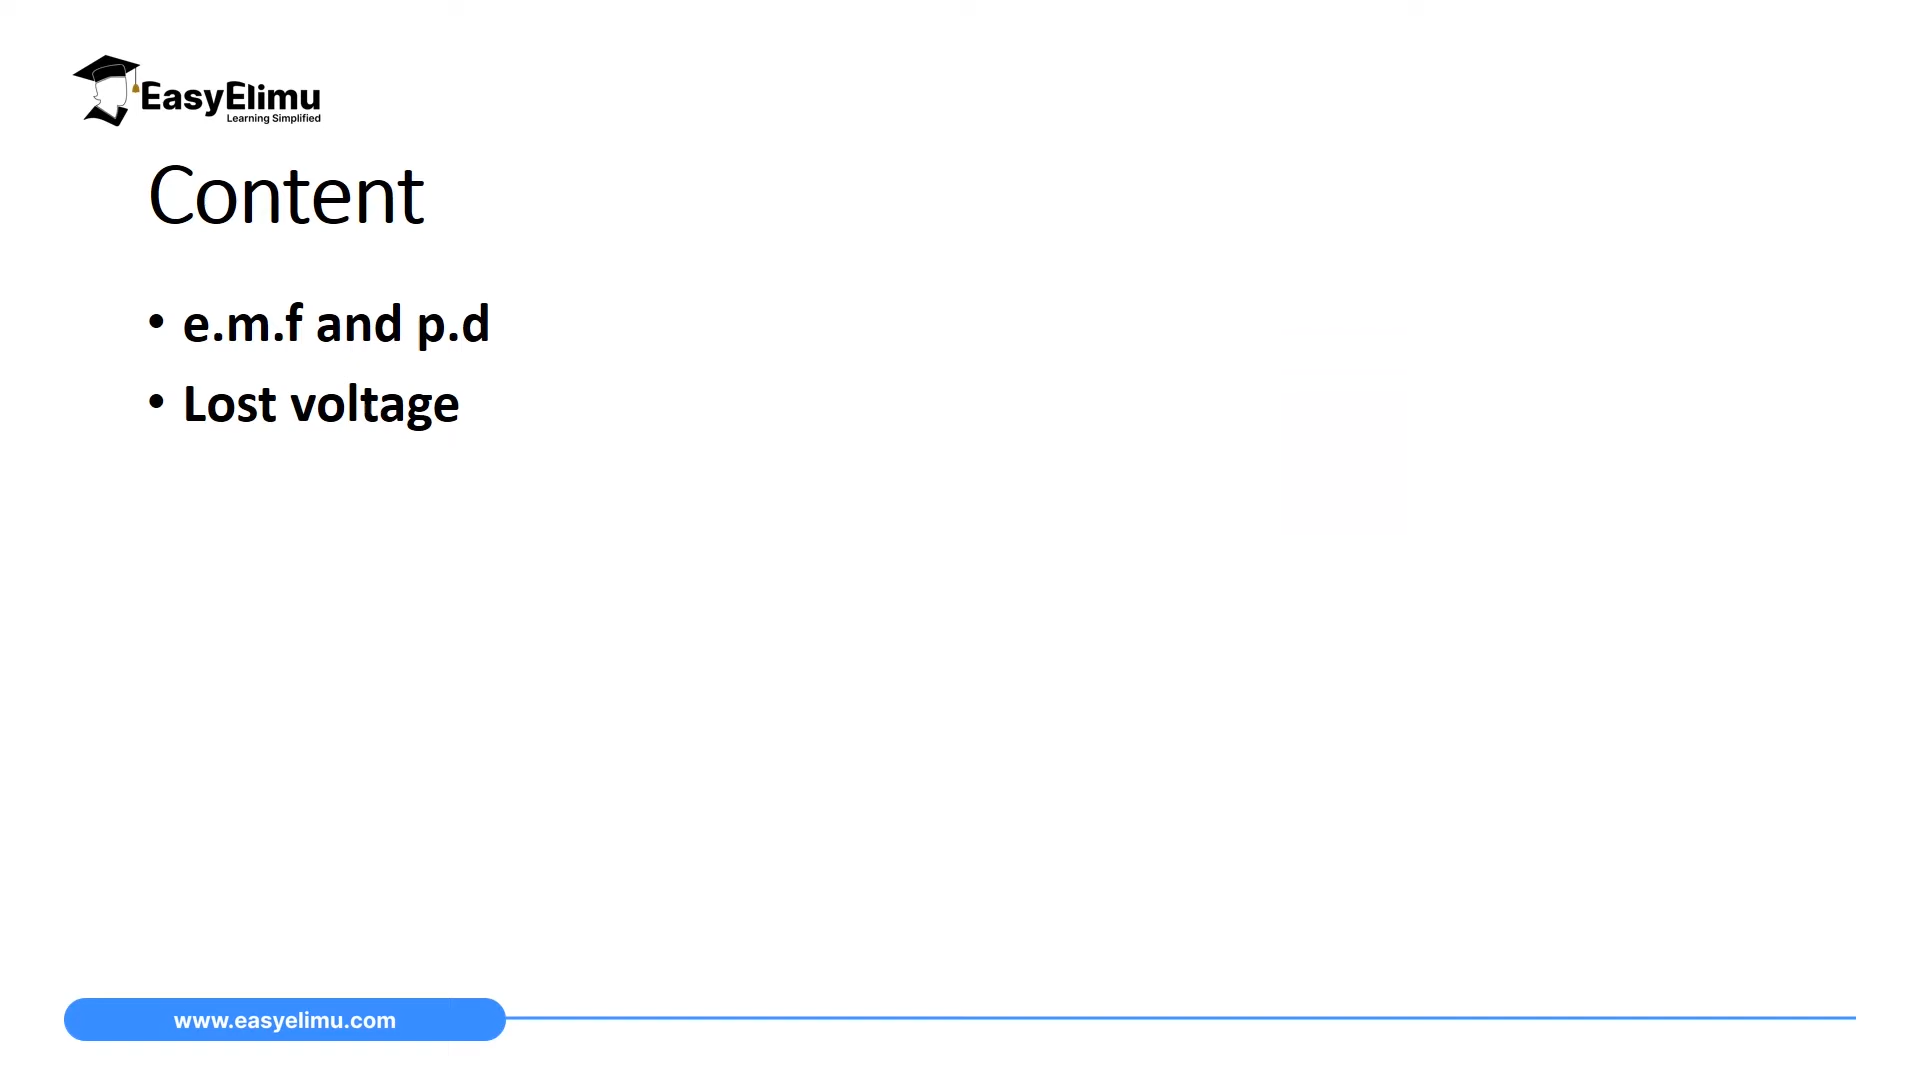 EasyElimu
Learning Simplified
Content
• e.m.f and p.d
• Lost voltage
www.easyelimu.com